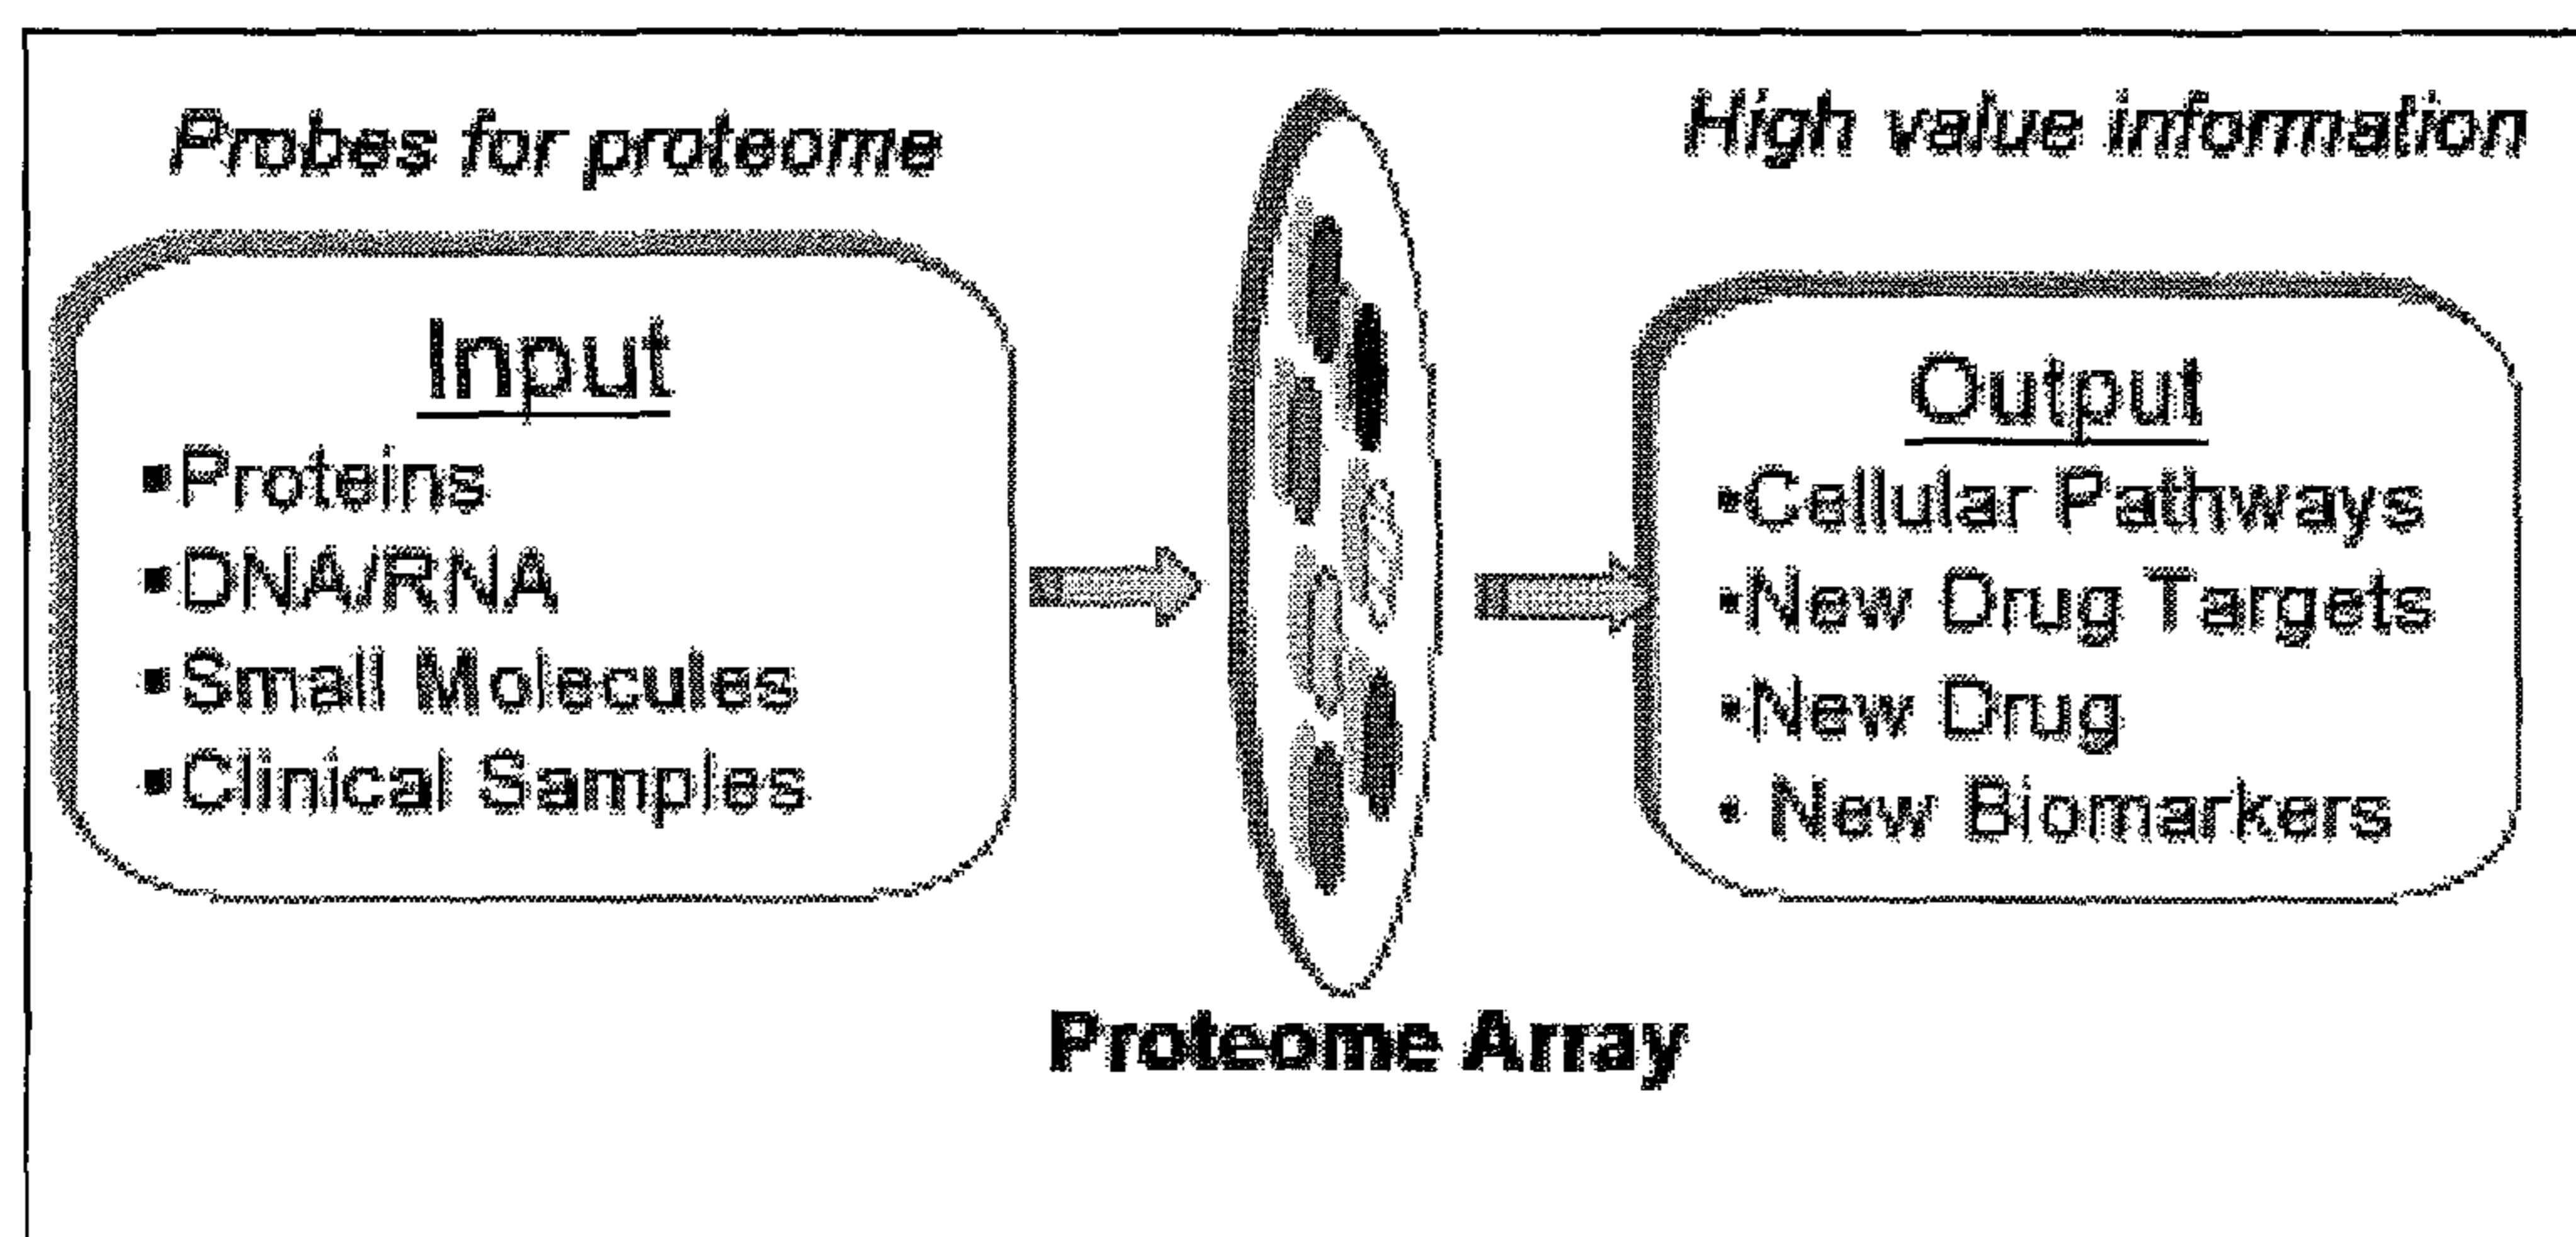 Probes for proteome
Input
▪Proteins
▪DNA/RNA
▪Small Molecules
▪Clinical Samples
Proteome Array
High value information
Output
▪Cellular Pathways
▪New Drug Targets
▪New Drug
▪ New Biomarkers